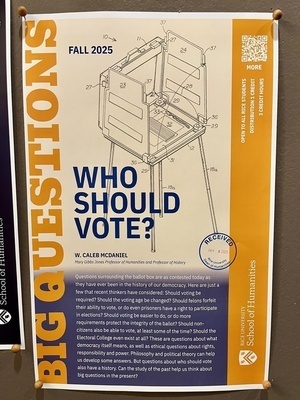 BIG QUESTIONS
FALL 2025
MORE
OPEN TO ALL RICE STUDENTS
DISTRIBUTION 1 CREDIT
3 CREDIT HOURS
WHO
SHOULD
VOTE?
W. CALEB MCDANIEL
Mary Gibbs Jones Professor of Humanities and Professor of History
RECEIVED
Questions surrounding the ballot box are as contested today as
they have ever been in the history of our democracy. Here are just a
few that recent thinkers have considered: Should voting be
required? Should the voting age be changed? Should felons forfeit
their ability to vote, or do even prisoners have a right to participate
in elections? Should voting be easier to do, or do more
requirements protect the integrity of the ballot? Should non-
citizens also be able to vote, at least some of the time? Should the
Electoral College even exist at all? These are questions about what
democracy itself means, as well as ethical questions about rights,
responsibility and power. Philosophy and political theory can help
us develop some answers. But questions about who should vote
also have a history. Can the study of the past help us think about
big questions in the present?
RICE UNIVERSITY
School of Humanities
School of Humanities